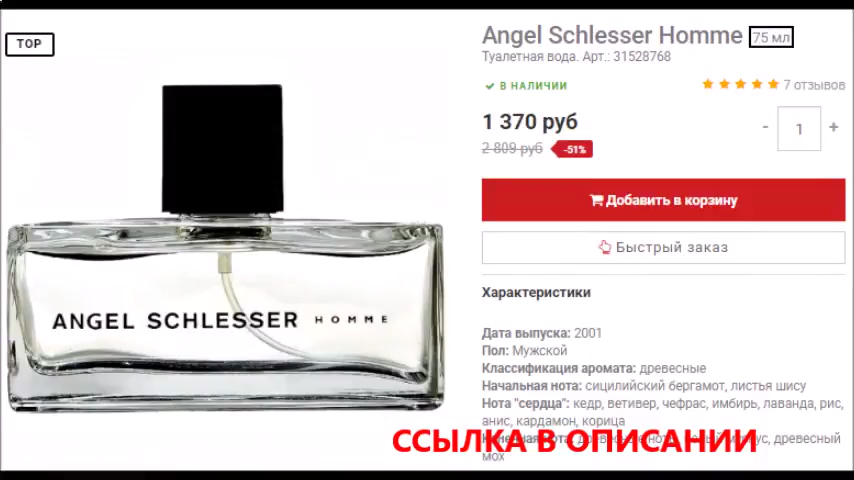 TOP
ANGEL SCHLESSER HOMME
Angel Schlesser Homme 75 мл
Туалетная вода. Арт.: 31528768
В НАЛИЧИИ
7 отзывов
1 370 руб
- 1 +
2 809 руб -51%
Добавить в корзину
Быстрый заказ
Характеристики
Дата выпуска: 2001
Пол: Мужской
Классификация аромата: древесные
Начальная нота: сицилийский бергамот, листья шису
Нота "сердца": кедр, ветивер, чефрас, имбирь, лаванда, рис,
анис, кардамон, корица
ССЫЛКА В ОПИСАНИИ
древесный
мох